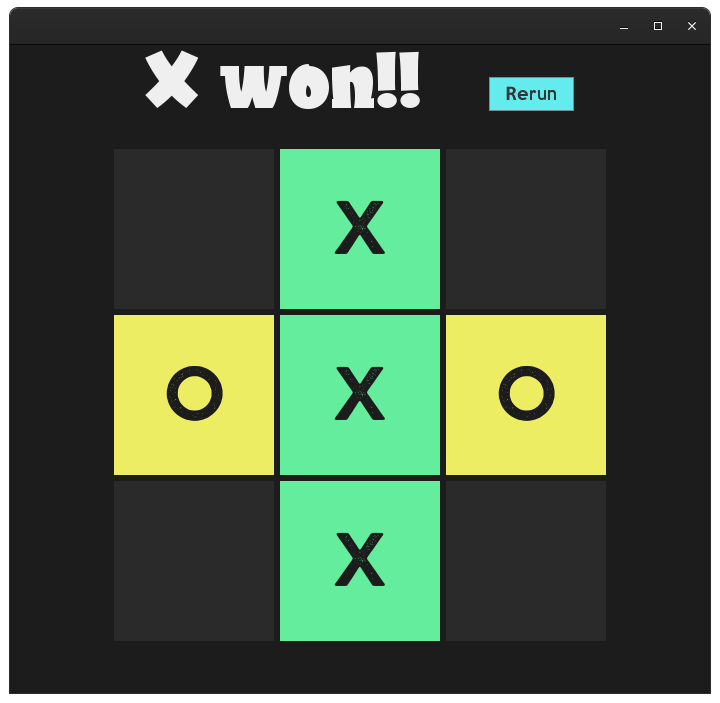 X won!!
Rerun
X
O X O
X